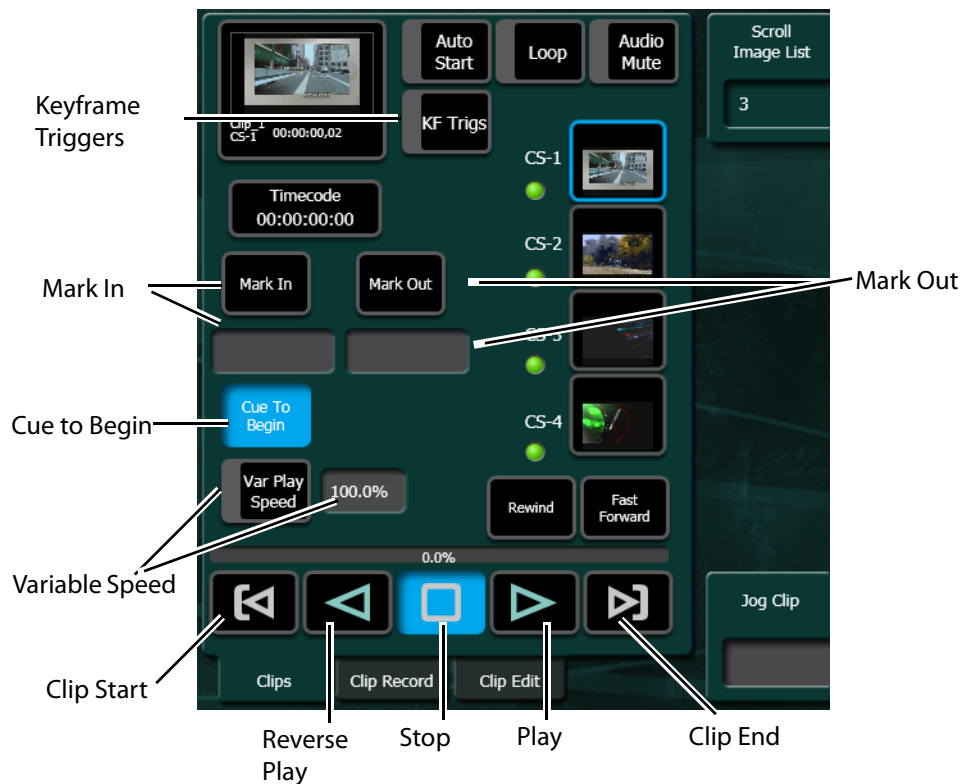 Scroll
Image List
3
Auto
Start
Loop
Audio
Mute
Keyframe
Triggers
Clip_1
CS-1 00:00:00,02
KF Trigs
CS-1
Timecode
00:00:00:00
CS-2
Mark In
Mark In
Mark Out
Mark Out
CS-3
Cue to Begin
Cue To
Begin
CS-4
Var Play
Speed
100.0%
Rewind
Fast
Forward
0.0%
Variable Speed
Jog Clip
Clip Start
Clips
Clip Record
Clip Edit
Reverse
Play
Stop
Play
Clip End